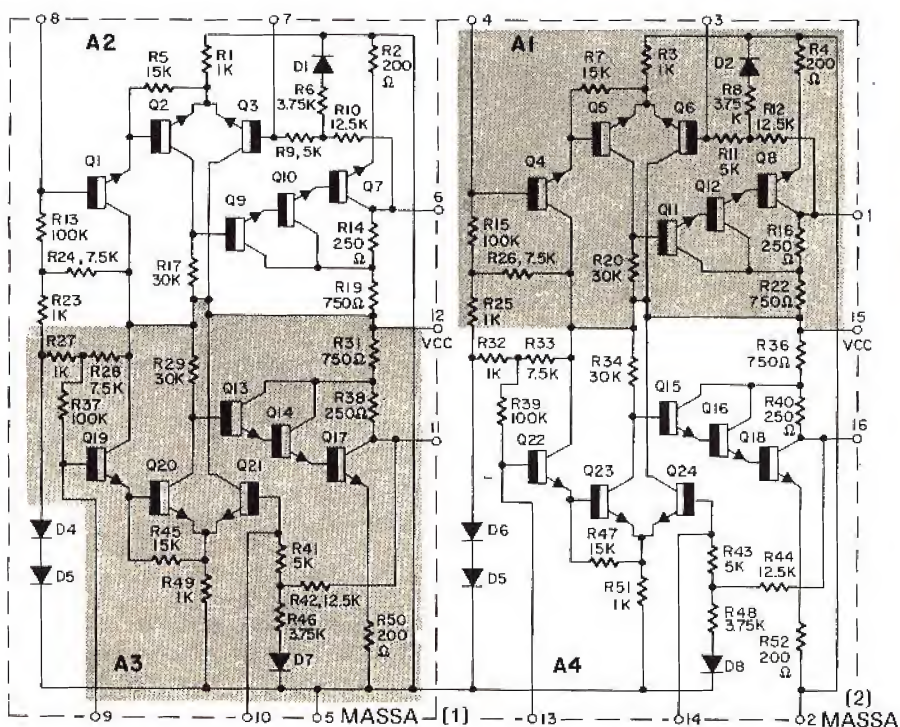 8
7
4
3
A2
A1
R5
15K
R1
1K
D1
R2
200
Ω
R6
3.75K
R10
12.5K
Q2
Q3
R9, 5K
Q1
Q10
Q9
Q7
6
R13
100K
R24, 7.5K
R14
250
Ω
R17
30K
R19
750Ω
R23
1K
12
VCC
R7
15K
R3
1K
D2
R4
200
Ω
R8
3.75
K
R12
12.5K
Q5
Q6
R11
5K
Q4
Q12
Q8
Q11
1
R15
100K
R26, 7.5K
R16
250
Ω
R20
30K
R22
750Ω
R25
1K
15
VCC
R27
1K
R28
7.5K
R29
30K
R31
750Ω
R37
100K
Q13
R38
250Ω
Q14
Q17
11
Q19
Q20
Q21
D4
D5
R45
15K
R49
1K
R41
5K
R42, 12.5K
R46
3.75K
D7
R50
200
Ω
A3
R32
1K
R33
7.5K
R34
30K
R36
750Ω
R39
100K
Q15
R40
250
Ω
Q16
Q18
16
Q22
Q23
Q24
D6
D5
R47
15K
R51
1K
R43
5K
R44
12.5K
R48
3.75K
D8
R52
200
Ω
A4
9
10
5 MASSA
(1)
13
14
2 MASSA
(2)